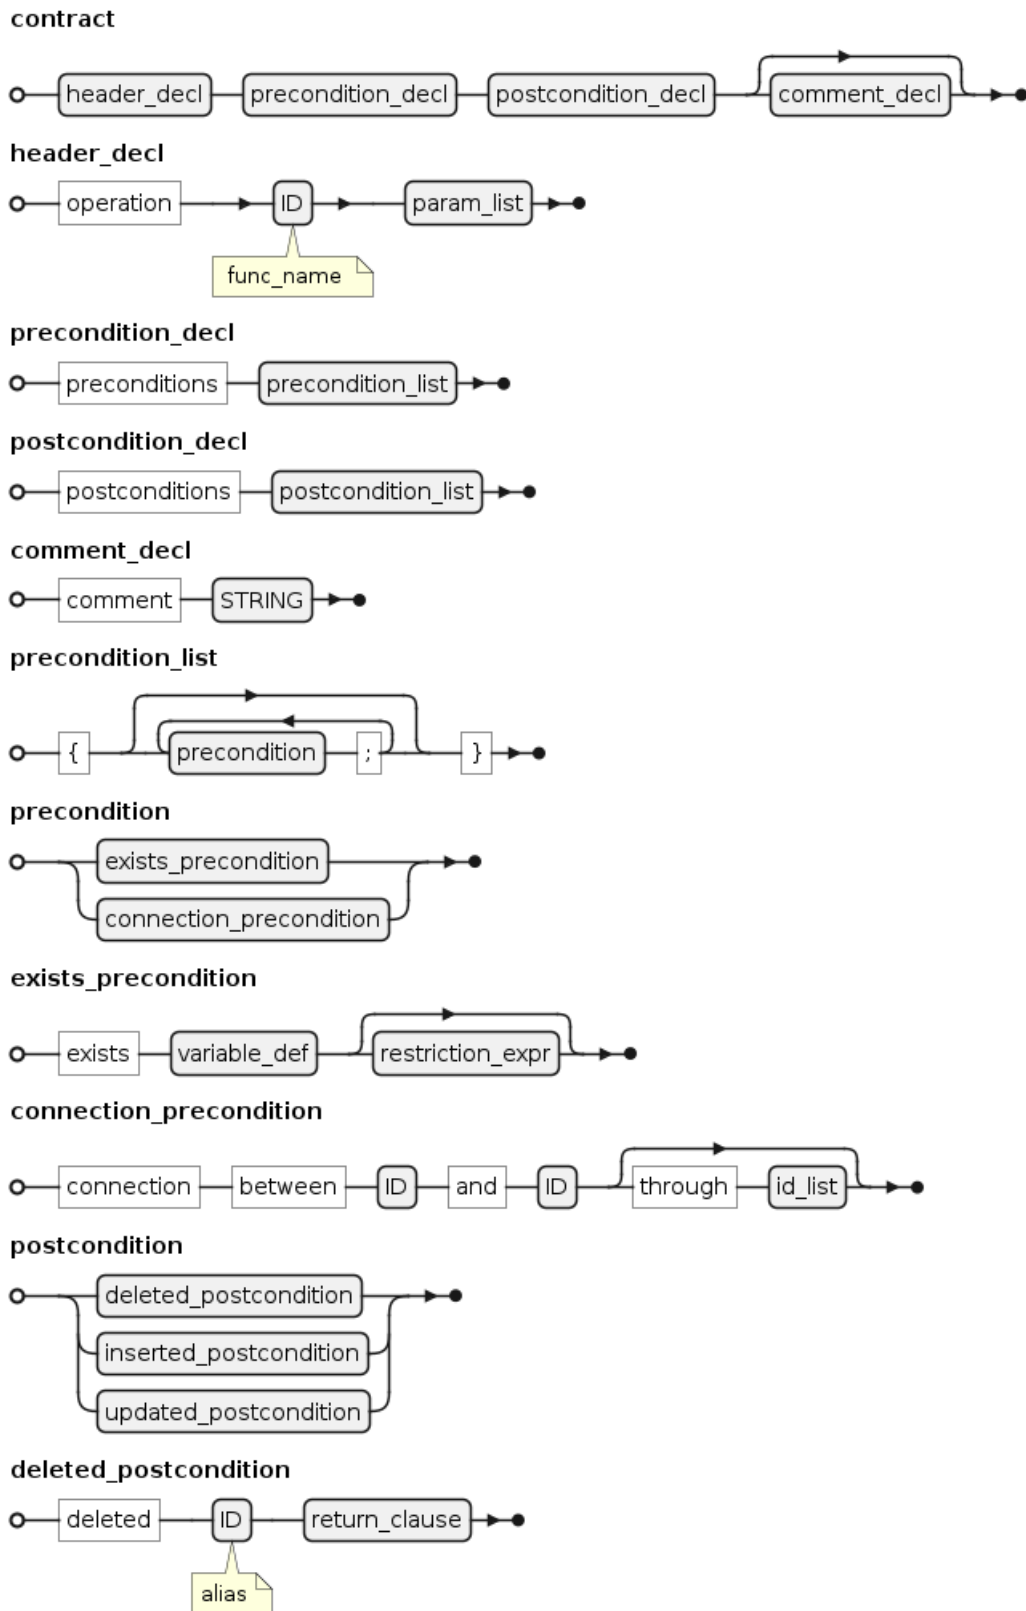 contract
header_decl precondition_decl postcondition_decl comment_decl
header_decl
operation ID param_list
func_name
precondition_decl
preconditions precondition_list
postcondition_decl
postconditions postcondition_list
comment_decl
comment STRING
precondition_list
{ precondition ; }
precondition
exists_precondition
connection_precondition
exists_precondition
exists variable_def restriction_expr
connection_precondition
connection between ID and ID through id_list
postcondition
deleted_postcondition
inserted_postcondition
updated_postcondition
deleted_postcondition
deleted ID return_clause
alias